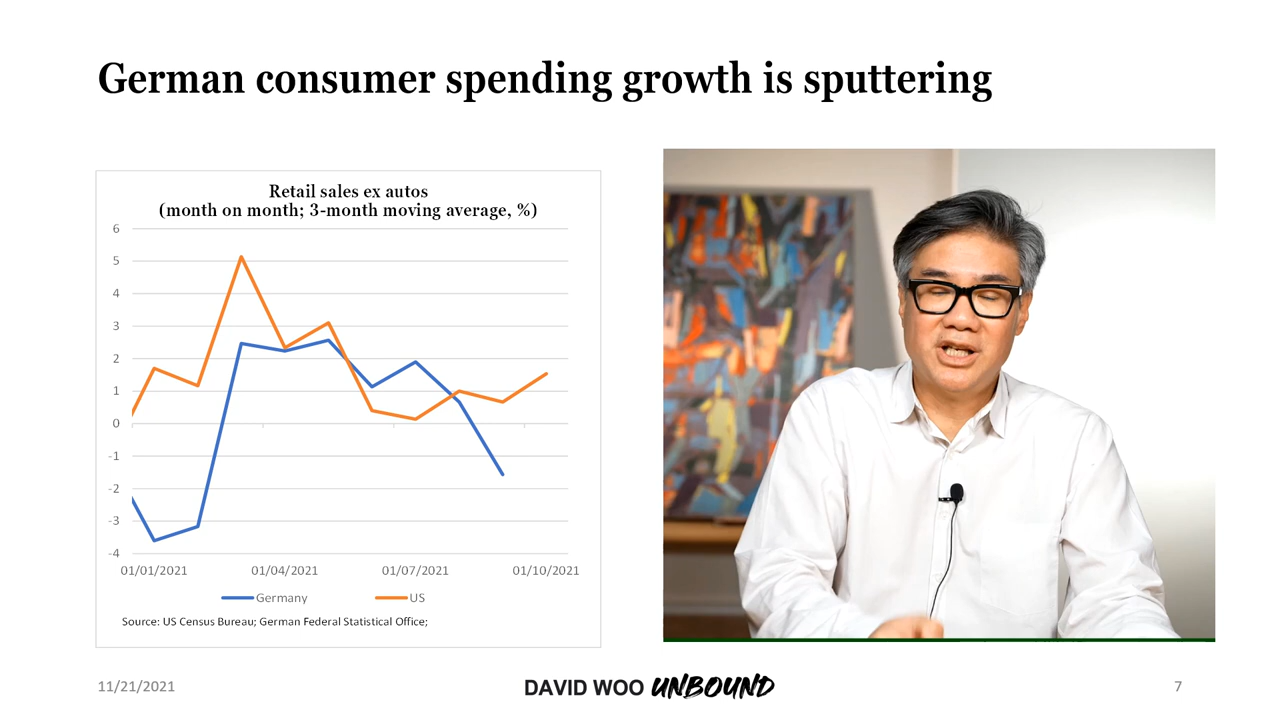 German consumer spending growth is sputtering
Retail sales ex autos
(month on month; 3-month moving average, %)
6
5
4
3
2
1
0
-1
-2
-3
-4
01/01/2021 01/04/2021 01/07/2021 01/10/2021
Germany US
Source: US Census Bureau; German Federal Statistical Office;
11/21/2021 DAVID WOO UNBOUND 7